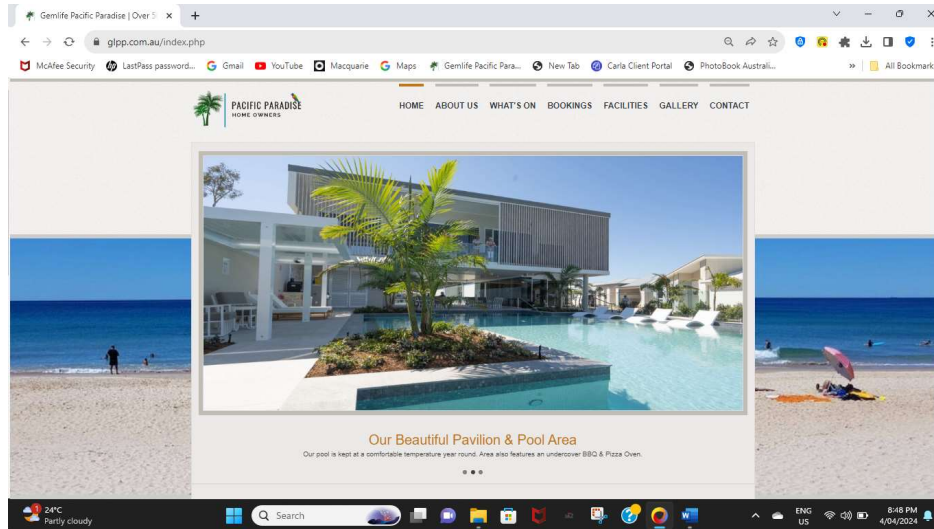 Gemlife Pacific Paradise | Over 5
glpp.com.au/index.php
McAfee Security
LastPass password...
Gmail
YouTube
Macquarie
Maps
Gemlife Pacific Para...
New Tab
Carla Client Portal
PhotoBook Australi...
»
All Bookmark
PACIFIC PARADISE
HOME OWNERS
HOME ABOUT US WHAT'S ON BOOKINGS FACILITIES GALLERY CONTACT
Our Beautiful Pavilion & Pool Area
Our pool is kept at a comfortable temperature year round. Area also features an undercover BBQ & Pizza Oven.
1
24°C
Partly cloudy
Search
ENG
US
8:48 PM
4/04/2024